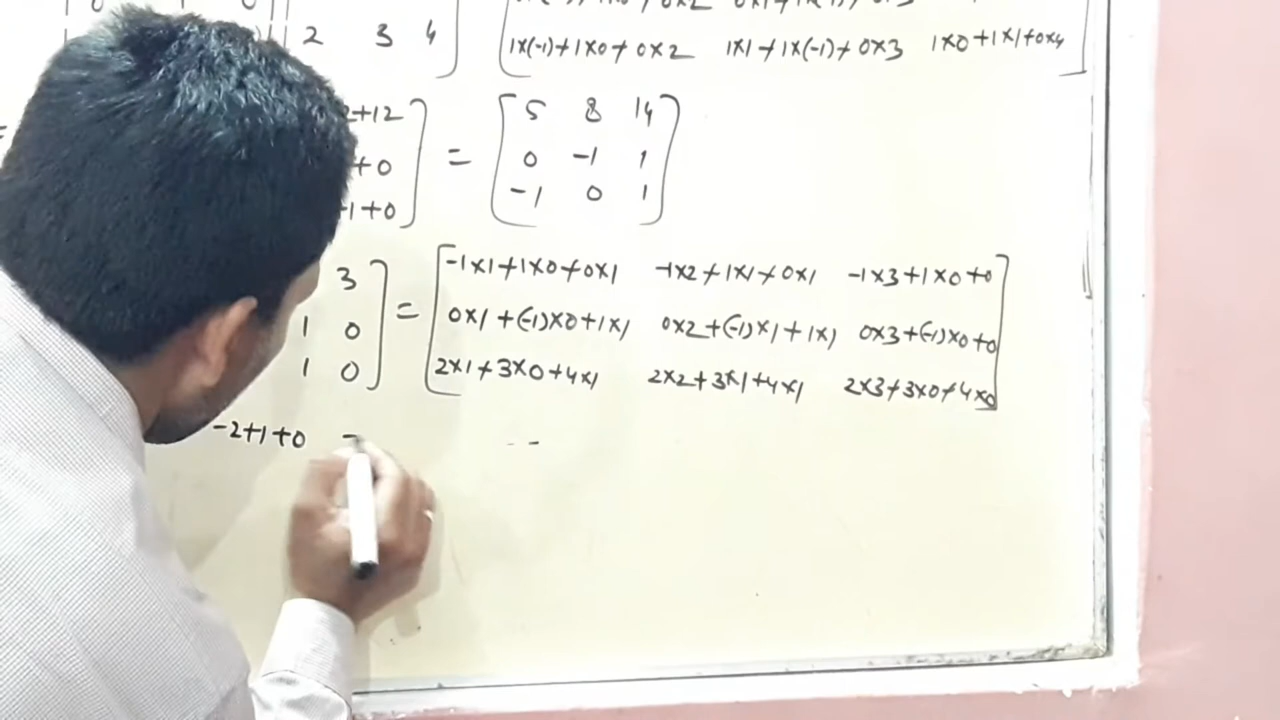 2 3 4 1×(-1)+1×0+0×2 1×1+1×(-1)+0×3 1×0+1×1+0×4
2+12 5 8 14
+0 = 0 -1 1
-1+0 -1 0 1
3 -1×1+1×0+0×1 -1×2+1×1+0×1 -1×3+1×0+0
1 0 = 0×1+(-1)×0+1×1 0×2+(-1)×1+1×1 0×3+(-1)×0+0
1 0 2×1+3×0+4×1 2×2+3×1+4×1 2×3+3×0+4×0
-2+1+0 -